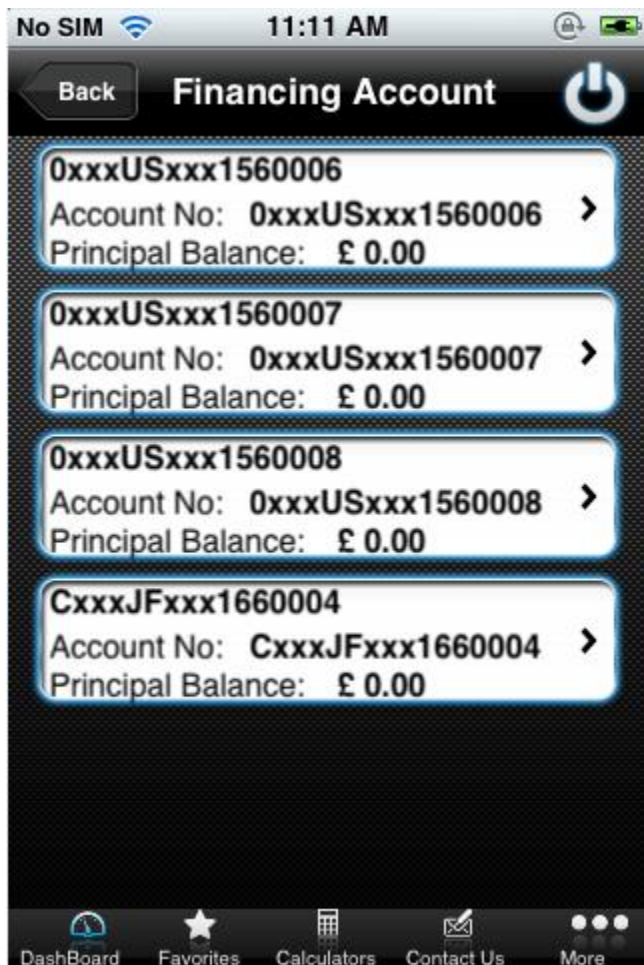 No SIM 11:11 AM
Back Financing Account
0xxxUSxxx1560006
Account No: 0xxxUSxxx1560006
Principal Balance: £ 0.00
0xxxUSxxx1560007
Account No: 0xxxUSxxx1560007
Principal Balance: £ 0.00
0xxxUSxxx1560008
Account No: 0xxxUSxxx1560008
Principal Balance: £ 0.00
CxxxJFxxx1660004
Account No: CxxxJFxxx1660004
Principal Balance: £ 0.00
DashBoard Favorites Calculators Contact Us More